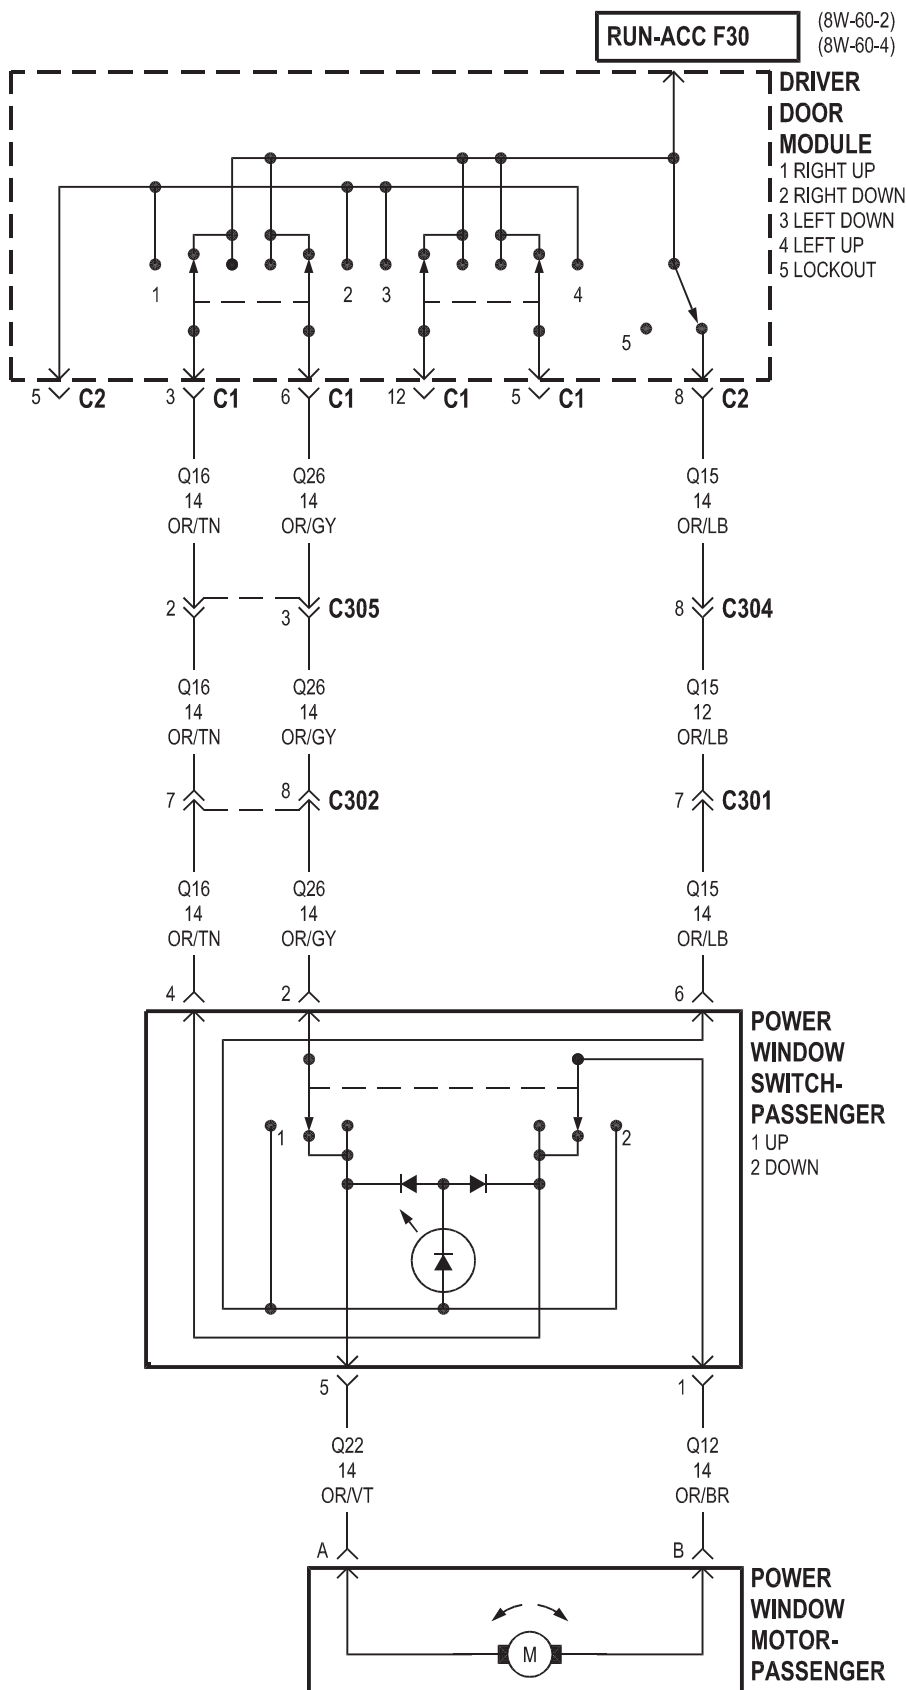 RUN-ACC F30
(8W-60-2)
(8W-60-4)
DRIVER
DOOR
MODULE
1 RIGHT UP
2 RIGHT DOWN
3 LEFT DOWN
4 LEFT UP
5 LOCKOUT
1 2 3 4
5
5 C2 3 C1 6 C1 12 C1 5 C1 8 C2
Q16 Q26 Q15
14 14 14
OR/TN OR/GY OR/LB
2 3 C305 8 C304
Q16 Q26 Q15
14 14 12
OR/TN OR/GY OR/LB
7 8 C302 7 C301
Q16 Q26 Q15
14 14 14
OR/TN OR/GY OR/LB
4 2 6
POWER
WINDOW
SWITCH-
PASSENGER
1 UP
2 DOWN
1 2
5 1
Q22 Q12
14 14
OR/VT OR/BR
A B
POWER
WINDOW
MOTOR-
PASSENGER
M